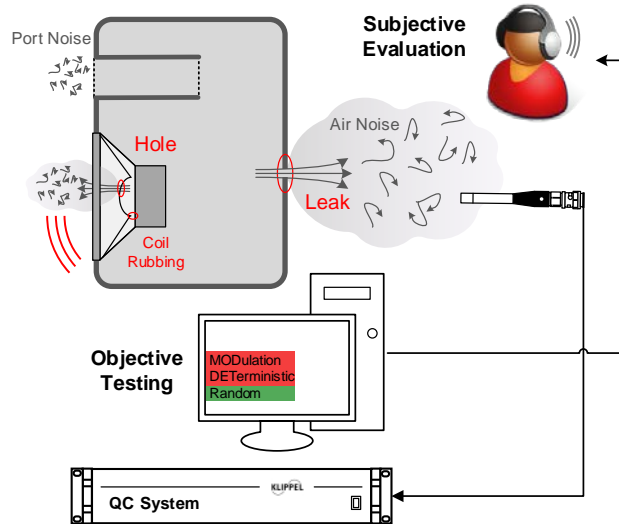 Port Noise
Subjective
Evaluation
Hole
Air Noise
Leak
Coil
Rubbing
Objective
Testing
MODulation
DETerministic
Random
KLIPPEL
QC System